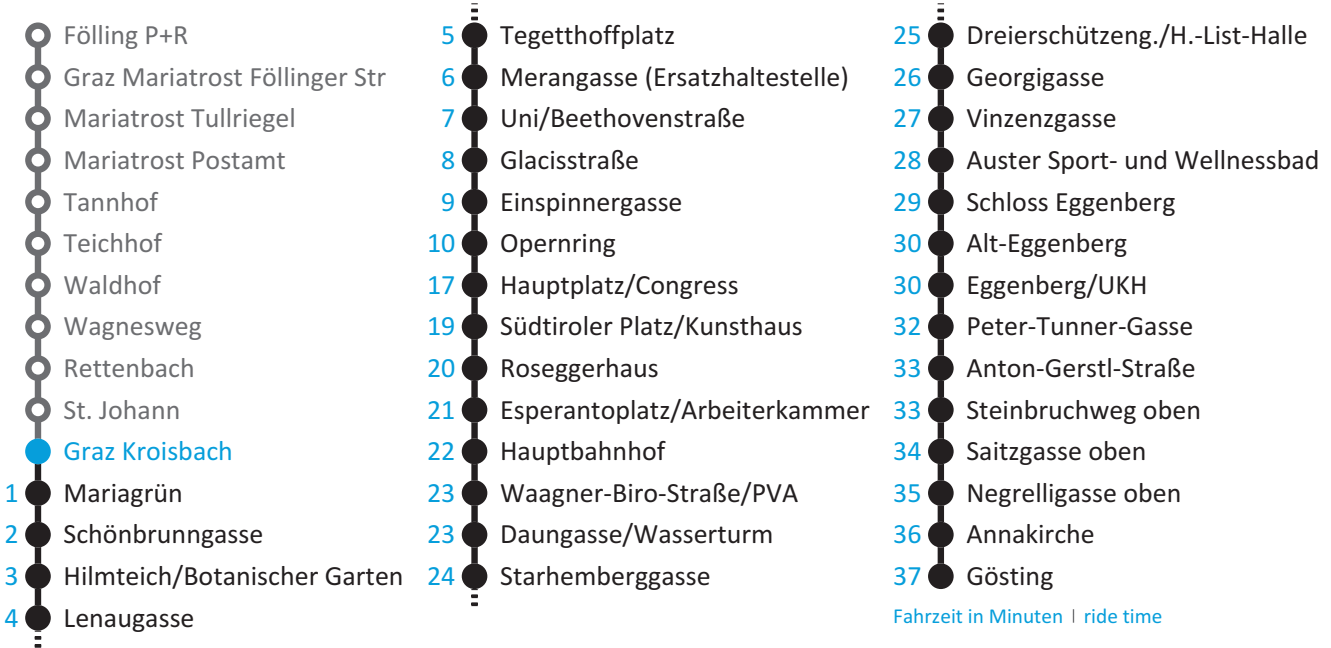 Fölling P+R
Graz Mariatrost Föllinger Str
Mariatrost Tullriegel
Mariatrost Postamt
Tannhof
Teichhof
Waldhof
Wagnesweg
Rettenbach
St. Johann
Graz Kroisbach
1 Mariagrün
2 Schönbrunngasse
3 Hilmteich/Botanischer Garten
4 Lenaugasse
5 Tegetthoffplatz
6 Merangasse (Ersatzhaltestelle)
7 Uni/Beethovenstraße
8 Glacisstraße
9 Einspinnergasse
10 Opernring
17 Hauptplatz/Congress
19 Südtiroler Platz/Kunsthaus
20 Roseggerhaus
21 Esperantoplatz/Arbeiterkammer
22 Hauptbahnhof
23 Waagner-Biro-Straße/PVA
23 Daungasse/Wasserturm
24 Starhemberggasse
25 Dreierschützeng./H.-List-Halle
26 Georgigasse
27 Vinzenzgasse
28 Auster Sport- und Wellnessbad
29 Schloss Eggenberg
30 Alt-Eggenberg
30 Eggenberg/UKH
32 Peter-Tunner-Gasse
33 Anton-Gerstl-Straße
33 Steinbruchweg oben
34 Saitzgasse oben
35 Negrelligasse oben
36 Annakirche
37 Gösting
Fahrzeit in Minuten | ride time